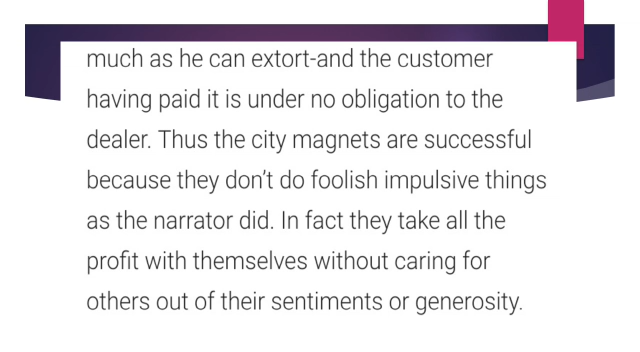 much as he can extort-and the customer
having paid it is under no obligation to the
dealer. Thus the city magnets are successful
because they don't do foolish impulsive things
as the narrator did. In fact they take all the
profit with themselves without caring for
others out of their sentiments or generosity.